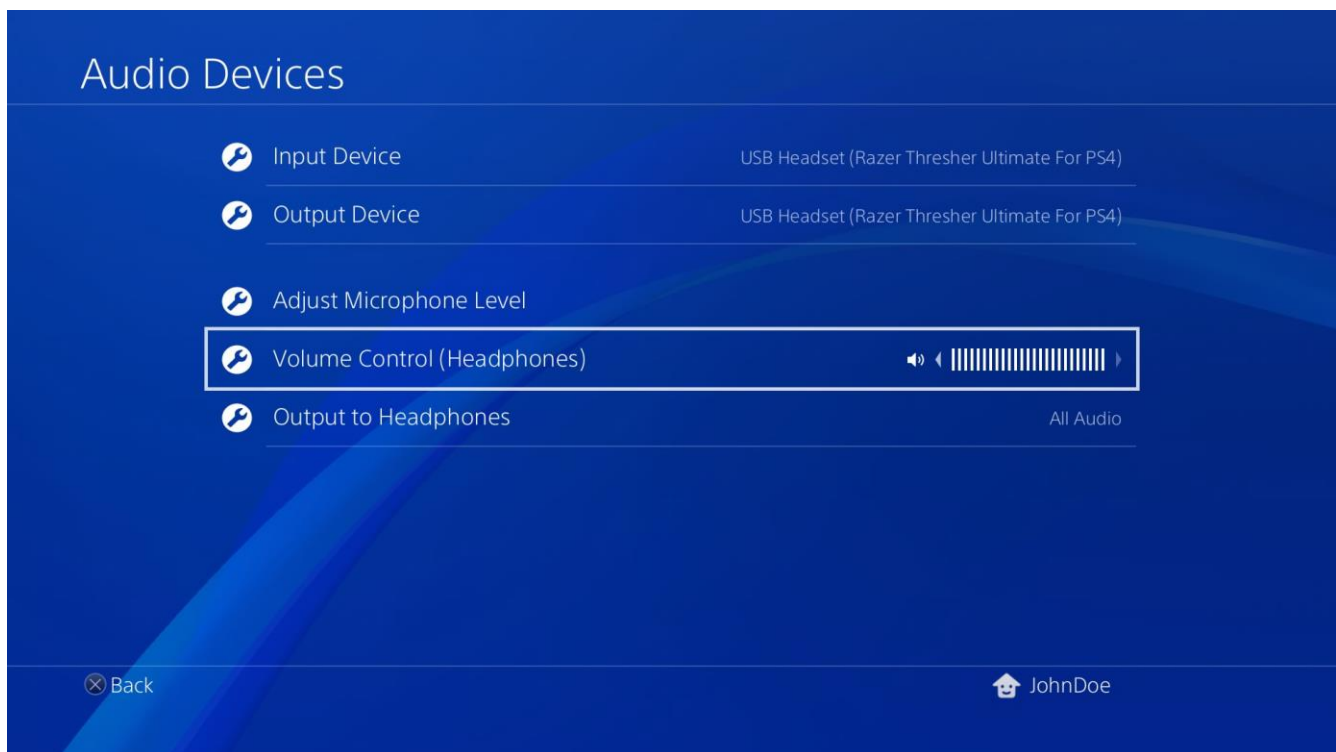 Audio Devices
Input Device USB Headset (Razer Thresher Ultimate For PS4)
Output Device USB Headset (Razer Thresher Ultimate For PS4)
Adjust Microphone Level
Volume Control (Headphones)
Output to Headphones All Audio
Back JohnDoe